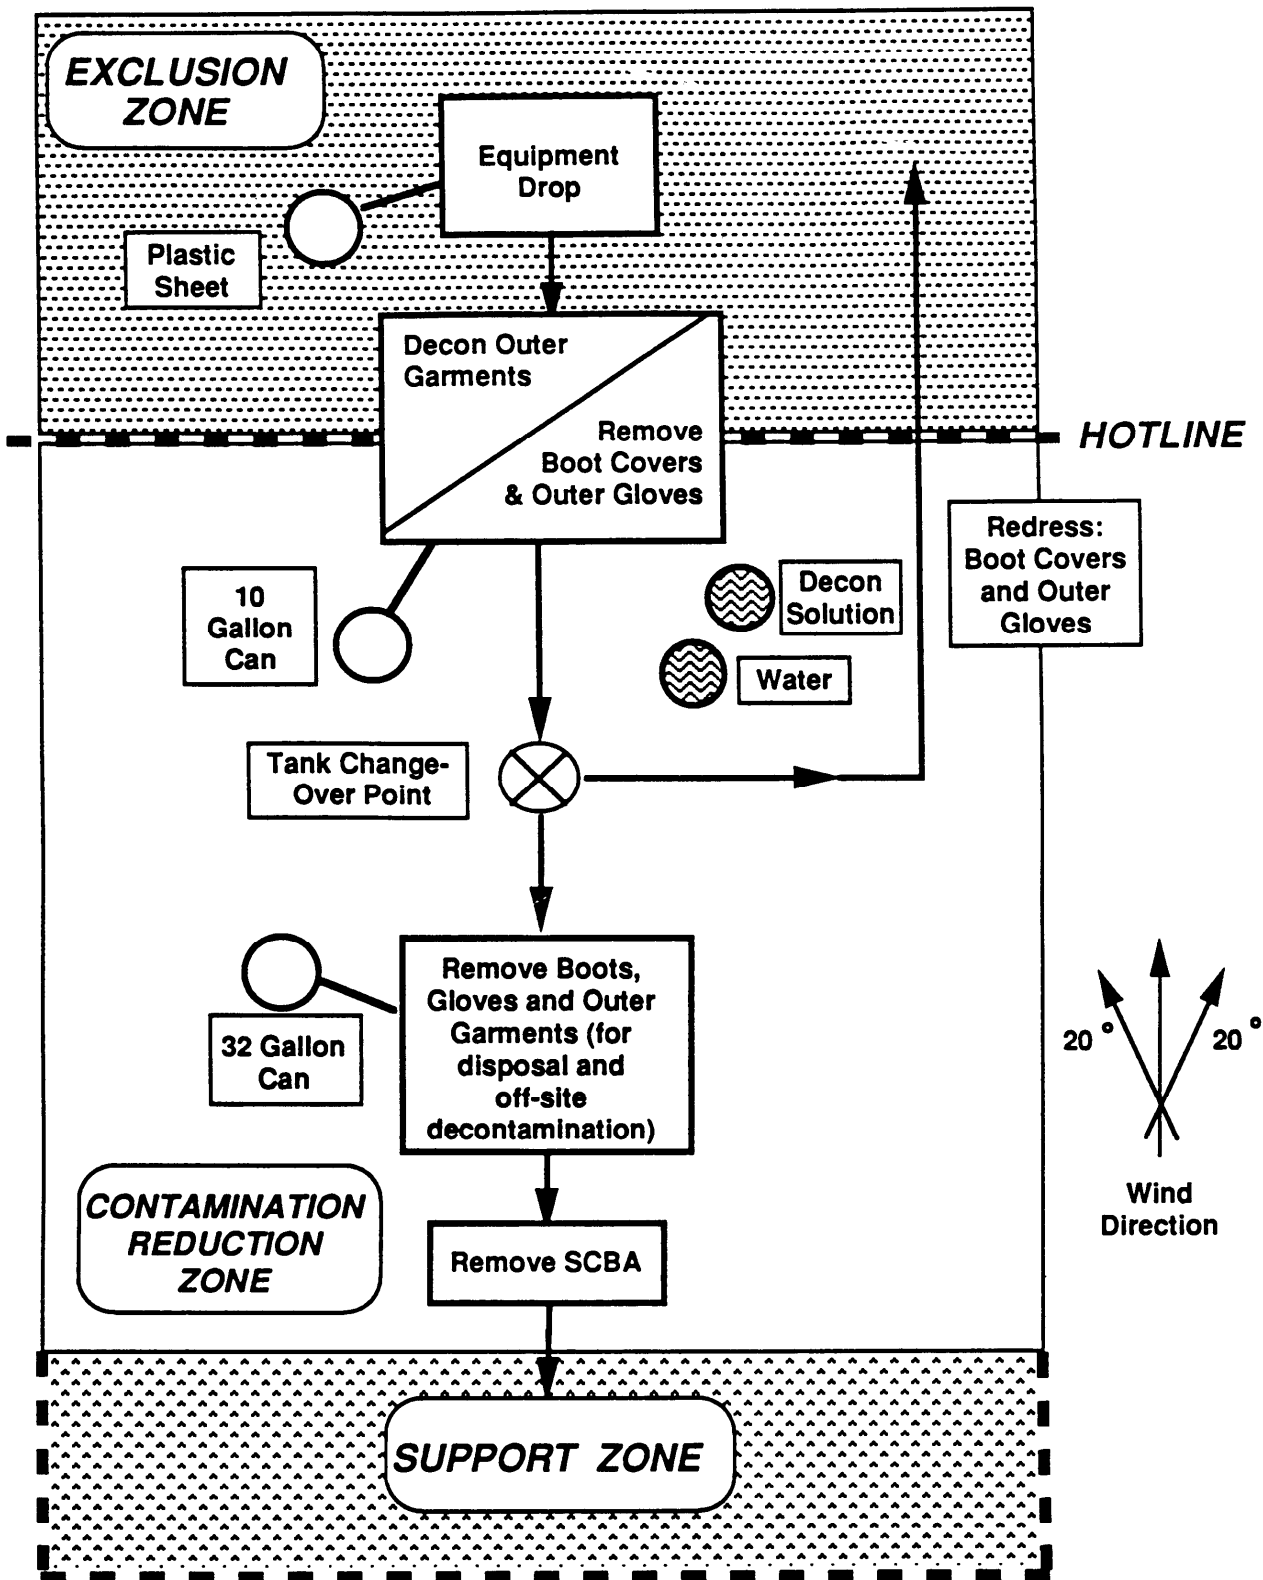 EXCLUSION
ZONE
Equipment
Drop
Plastic
Sheet
Decon Outer
Garments
Remove
Boot Covers
& Outer Gloves
HOTLINE
Redress:
Boot Covers
and Outer
Gloves
10
Gallon
Can
Decon
Solution
Water
Tank Change-
Over Point
Remove Boots,
Gloves and Outer
Garments (for
disposal and
off-site
decontamination)
32 Gallon
Can
20 °
20 °
Wind
Direction
CONTAMINATION
REDUCTION
ZONE
Remove SCBA
SUPPORT ZONE